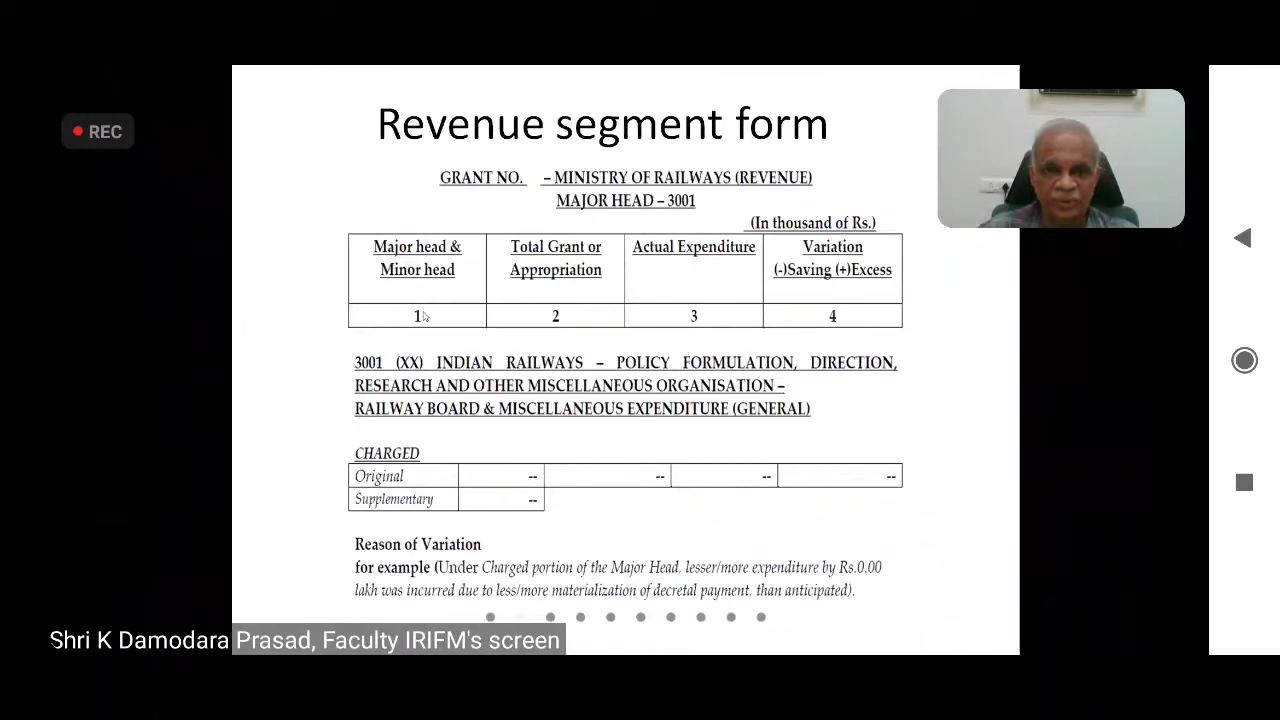 REC
Revenue segment form
GRANT NO. – MINISTRY OF RAILWAYS (REVENUE)
MAJOR HEAD – 3001
(In thousand of Rs.)
Major head & Minor head | Total Grant or Appropriation | Actual Expenditure | Variation (-)Saving (+)Excess
1 | 2 | 3 | 4
3001 (XX) INDIAN RAILWAYS – POLICY FORMULATION, DIRECTION,
RESEARCH AND OTHER MISCELLANEOUS ORGANISATION –
RAILWAY BOARD & MISCELLANEOUS EXPENDITURE (GENERAL)
CHARGED
Original | -- | -- | -- | --
Supplementary | --
Reason of Variation
for example (Under Charged portion of the Major Head, lesser/more expenditure by Rs.0.00
lakh was incurred due to less/more materialization of decretal payment, than anticipated).
Shri K Damodara Prasad, Faculty IRIFM's screen